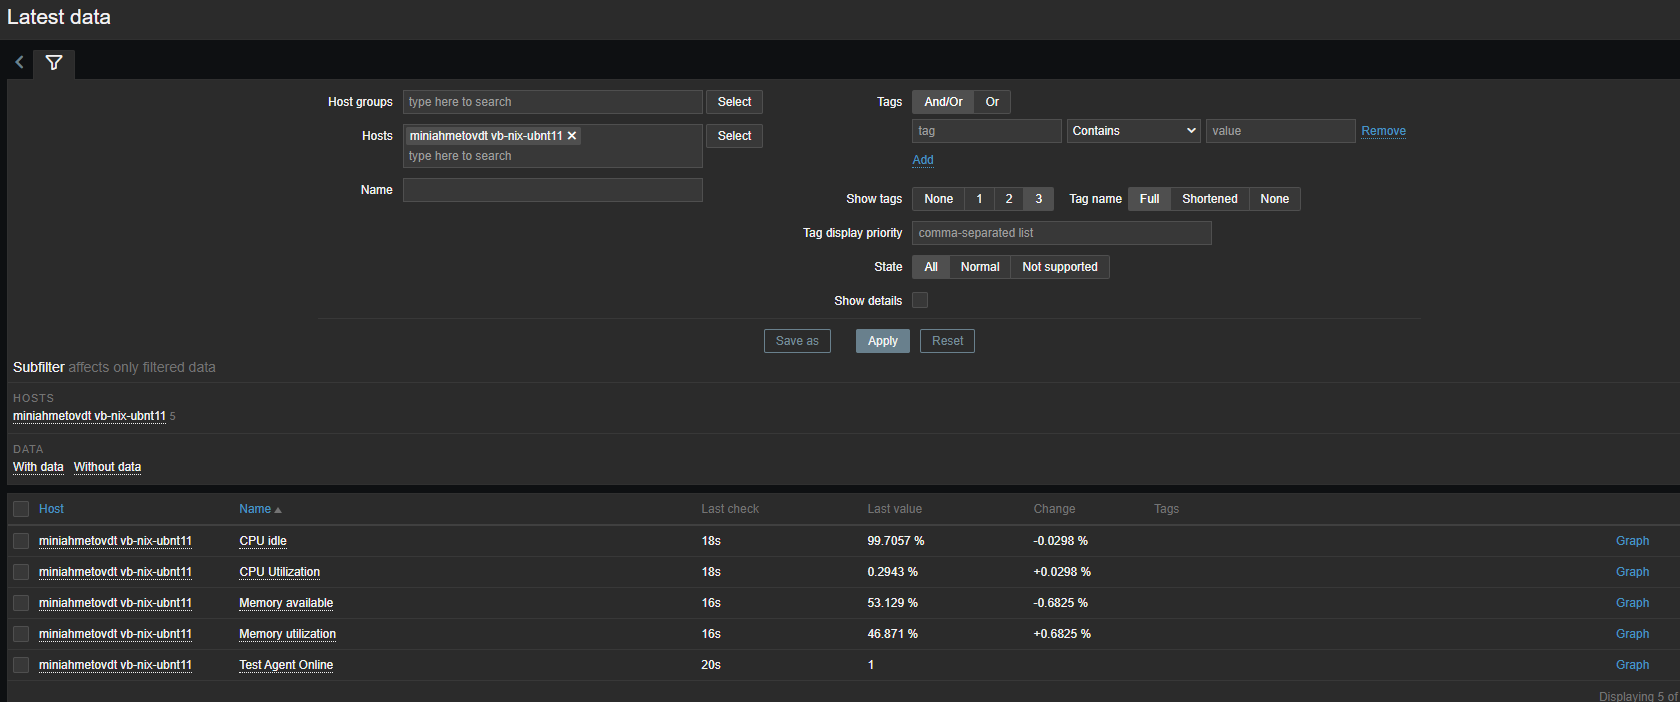 Latest data
Host groups type here to search Select
Hosts miniahmetovdt vb-nix-ubnt11 Select
type here to search
Name
Tags And/Or Or
tag Contains value Remove
Add
Show tags None 1 2 3 Tag name Full Shortened None
Tag display priority comma-separated list
State All Normal Not supported
Show details
Save as Apply Reset
Subfilter affects only filtered data
HOSTS
miniahmetovdt vb-nix-ubnt11 5
DATA
With data Without data
Host Name Last check Last value Change Tags
miniahmetovdt vb-nix-ubnt11 CPU idle 18s 99.7057 % -0.0298 % Graph
miniahmetovdt vb-nix-ubnt11 CPU Utilization 18s 0.2943 % +0.0298 % Graph
miniahmetovdt vb-nix-ubnt11 Memory available 16s 53.129 % -0.6825 % Graph
miniahmetovdt vb-nix-ubnt11 Memory utilization 16s 46.871 % +0.6825 % Graph
miniahmetovdt vb-nix-ubnt11 Test Agent Online 20s 1 Graph
Displaying 5 of